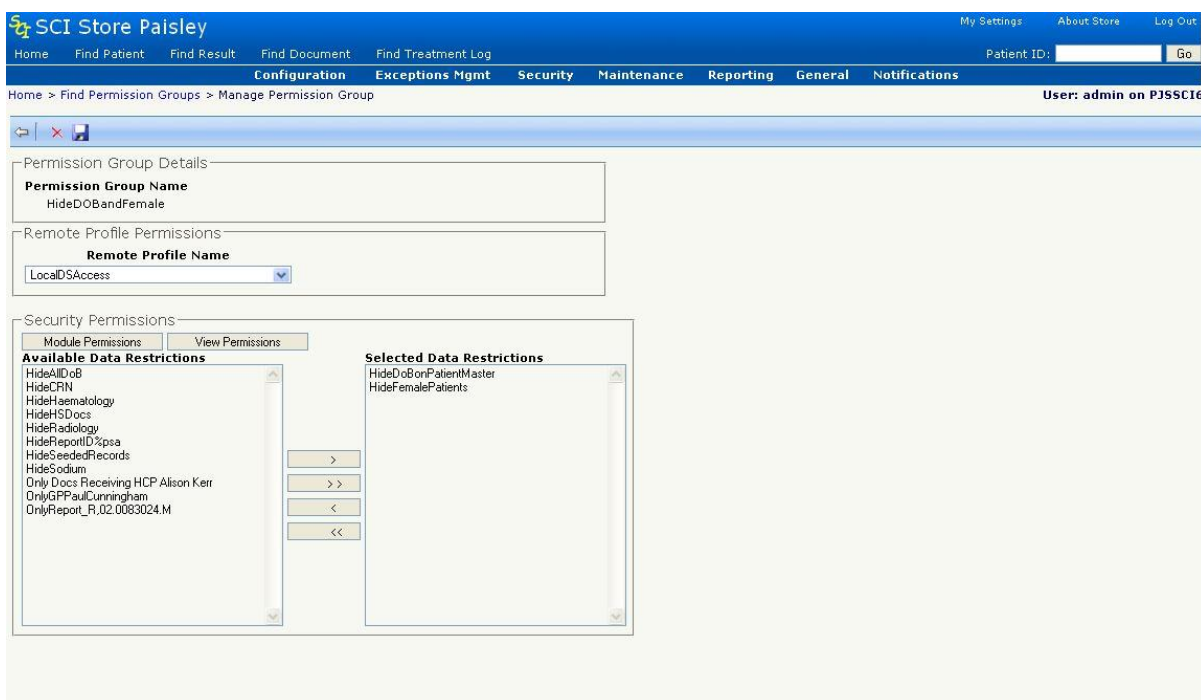 SCI SCI Store Paisley
My Settings About Store Log Out
Home Find Patient Find Result Find Document Find Treatment Log Patient ID: Go
Configuration Exceptions Mgmt Security Maintenance Reporting General Notifications
Home > Find Permission Groups > Manage Permission Group User: admin on PJSSCI6
Permission Group Details
Permission Group Name
HideDOBandFemale
Remote Profile Permissions
Remote Profile Name
LocalDSAccess
Security Permissions
Module Permissions View Permissions
Available Data Restrictions
HideAllDoB
HideCRN
HideHaematology
HideHSDocs
HideRadiology
HideReportID%psa
HideSeededRecords
HideSodium
Only Docs Receiving HCP Alison Kerr
OnlyGPPaulCunningham
OnlyReport_R,02.0083024.M
>
>>
<
<<
Selected Data Restrictions
HideDoBonPatientMaster
HideFemalePatients